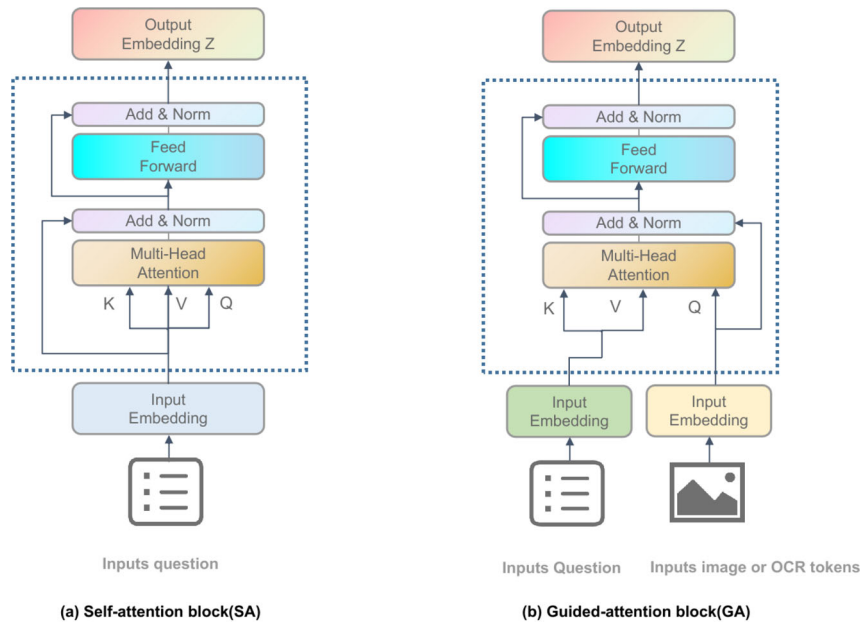 Output
Embedding Z
Add & Norm
Feed
Forward
Add & Norm
Multi-Head
Attention
K
V
Q
Input
Embedding
Inputs question
(a) Self-attention block(SA)
Output
Embedding Z
Add & Norm
Feed
Forward
Add & Norm
Multi-Head
Attention
K
V
Q
Input
Embedding
Input
Embedding
Inputs Question
Inputs image or OCR tokens
(b) Guided-attention block(GA)